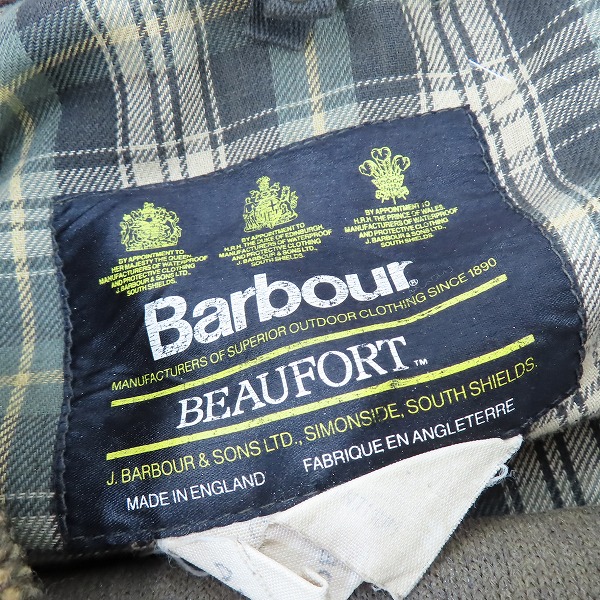 BY APPOINTMENT TO
HER MAJESTY THE QUEEN
MANUFACTURERS OF WATERPROOF
AND PROTECTIVE CLOTHING
J. BARBOUR & SONS LTD.,
SOUTH SHIELDS.
BY APPOINTMENT TO
H.R.H. THE DUKE OF EDINBURGH
MANUFACTURERS OF WATERPROOF
AND PROTECTIVE CLOTHING
J. BARBOUR & SONS LTD.,
SOUTH SHIELDS.
BY APPOINTMENT TO
H.R.H. THE PRINCE OF WALES,
MANUFACTURERS OF WATERPROOF
AND PROTECTIVE CLOTHING
J. BARBOUR & SONS LTD.,
SOUTH SHIELDS.
Barbour®
MANUFACTURERS OF SUPERIOR OUTDOOR CLOTHING SINCE 1890
BEAUFORT™
J. BARBOUR & SONS LTD., SIMONSIDE, SOUTH SHIELDS.
MADE IN ENGLAND FABRIQUE EN ANGLETERRE